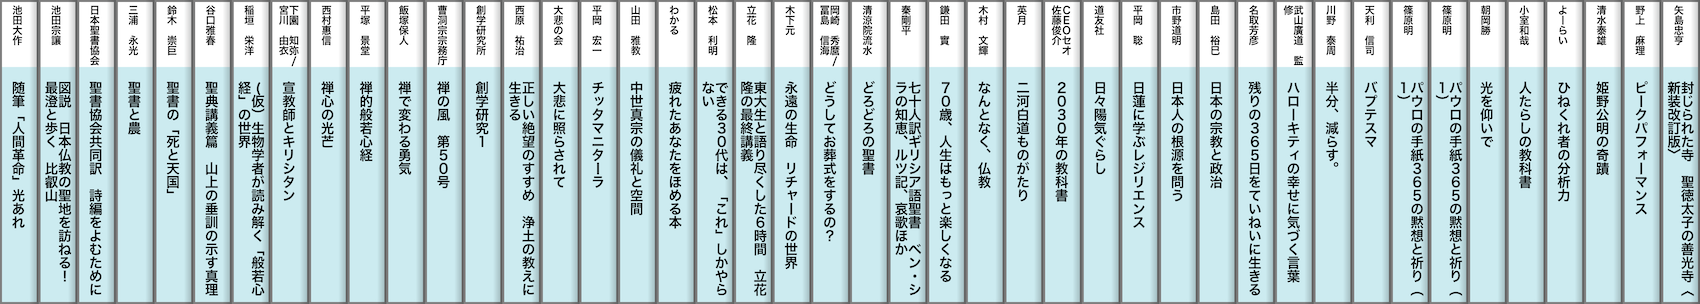 矢島忠亨
封じられた寺　聖徳太子の善光寺〈
新装改訂版〉
野上　麻理
ピークパフォーマンス
清水泰雄
姫野公明の奇蹟
よーらい
ひねくれ者の分析力
小室和哉
人たらしの教科書
朝岡勝
光を仰いで
篠原明
パウロの手紙３６５の黙想と祈り（
１）
篠原明
パウロの手紙３６５の黙想と祈り（
１）
天利　信司
バプテスマ
川野　泰周
半分、減らす。
武山廣道　監
修
ハローキティの幸せに気づく言葉
名取芳彦
残りの３６５日をていねいに生きる
島田　裕巳
日本の宗教と政治
市野道明
日本人の根源を問う
平岡　聡
日蓮に学ぶレジリエンス
道友社
日々陽気ぐらし
ＣＥＯセオ
佐藤俊介
２０３０年の教科書
英月
二河白道ものがたり
木村　文輝
なんとなく、仏教
鎌田　實
７０歳、人生はもっと楽しくなる
秦剛平
七十人訳ギリシア語聖書　ベン・シ
ラの知恵、ルツ記、哀歌ほか
清涼院流水
どろどろの聖書
岡崎　秀麿/
冨島　信海
どうしてお葬式をするの？
木下元
永遠の生命　リチャードの世界
立花　隆
東大生と語り尽くした６時間　立花
隆の最終講義
松本　利明
できる３０代は、「これ」しかやら
ない
わかる
疲れたあなたをほめる本
山田　雅教
中世真宗の儀礼と空間
平岡　宏一
チッタマニターラ
大悲の会
大悲に照らされて
西原　祐治
正しい絶望のすすめ　浄土の教えに
生きる
創学研究所
創学研究１
曹洞宗宗務庁
禅の風　第５０号
飯塚保人
禅で変わる勇気
平塚　景堂
禅的般若心経
西村惠信
禅心の光芒
下園　知弥/
宮川　由衣
宣教師とキリシタン
稲垣　栄洋
(仮）生物学者が読み解く「般若心
経」の世界
谷口雅春
聖典講義篇　山上の垂訓の示す真理
鈴木　崇巨
聖書の「死と天国」
三浦　永光
聖書と農
日本聖書協会
聖書協会共同訳　詩編をよむために
池田宗讓
図説　日本仏教の聖地を訪ねる！
最澄と歩く　比叡山
池田大作
随筆「人間革命」光あれ